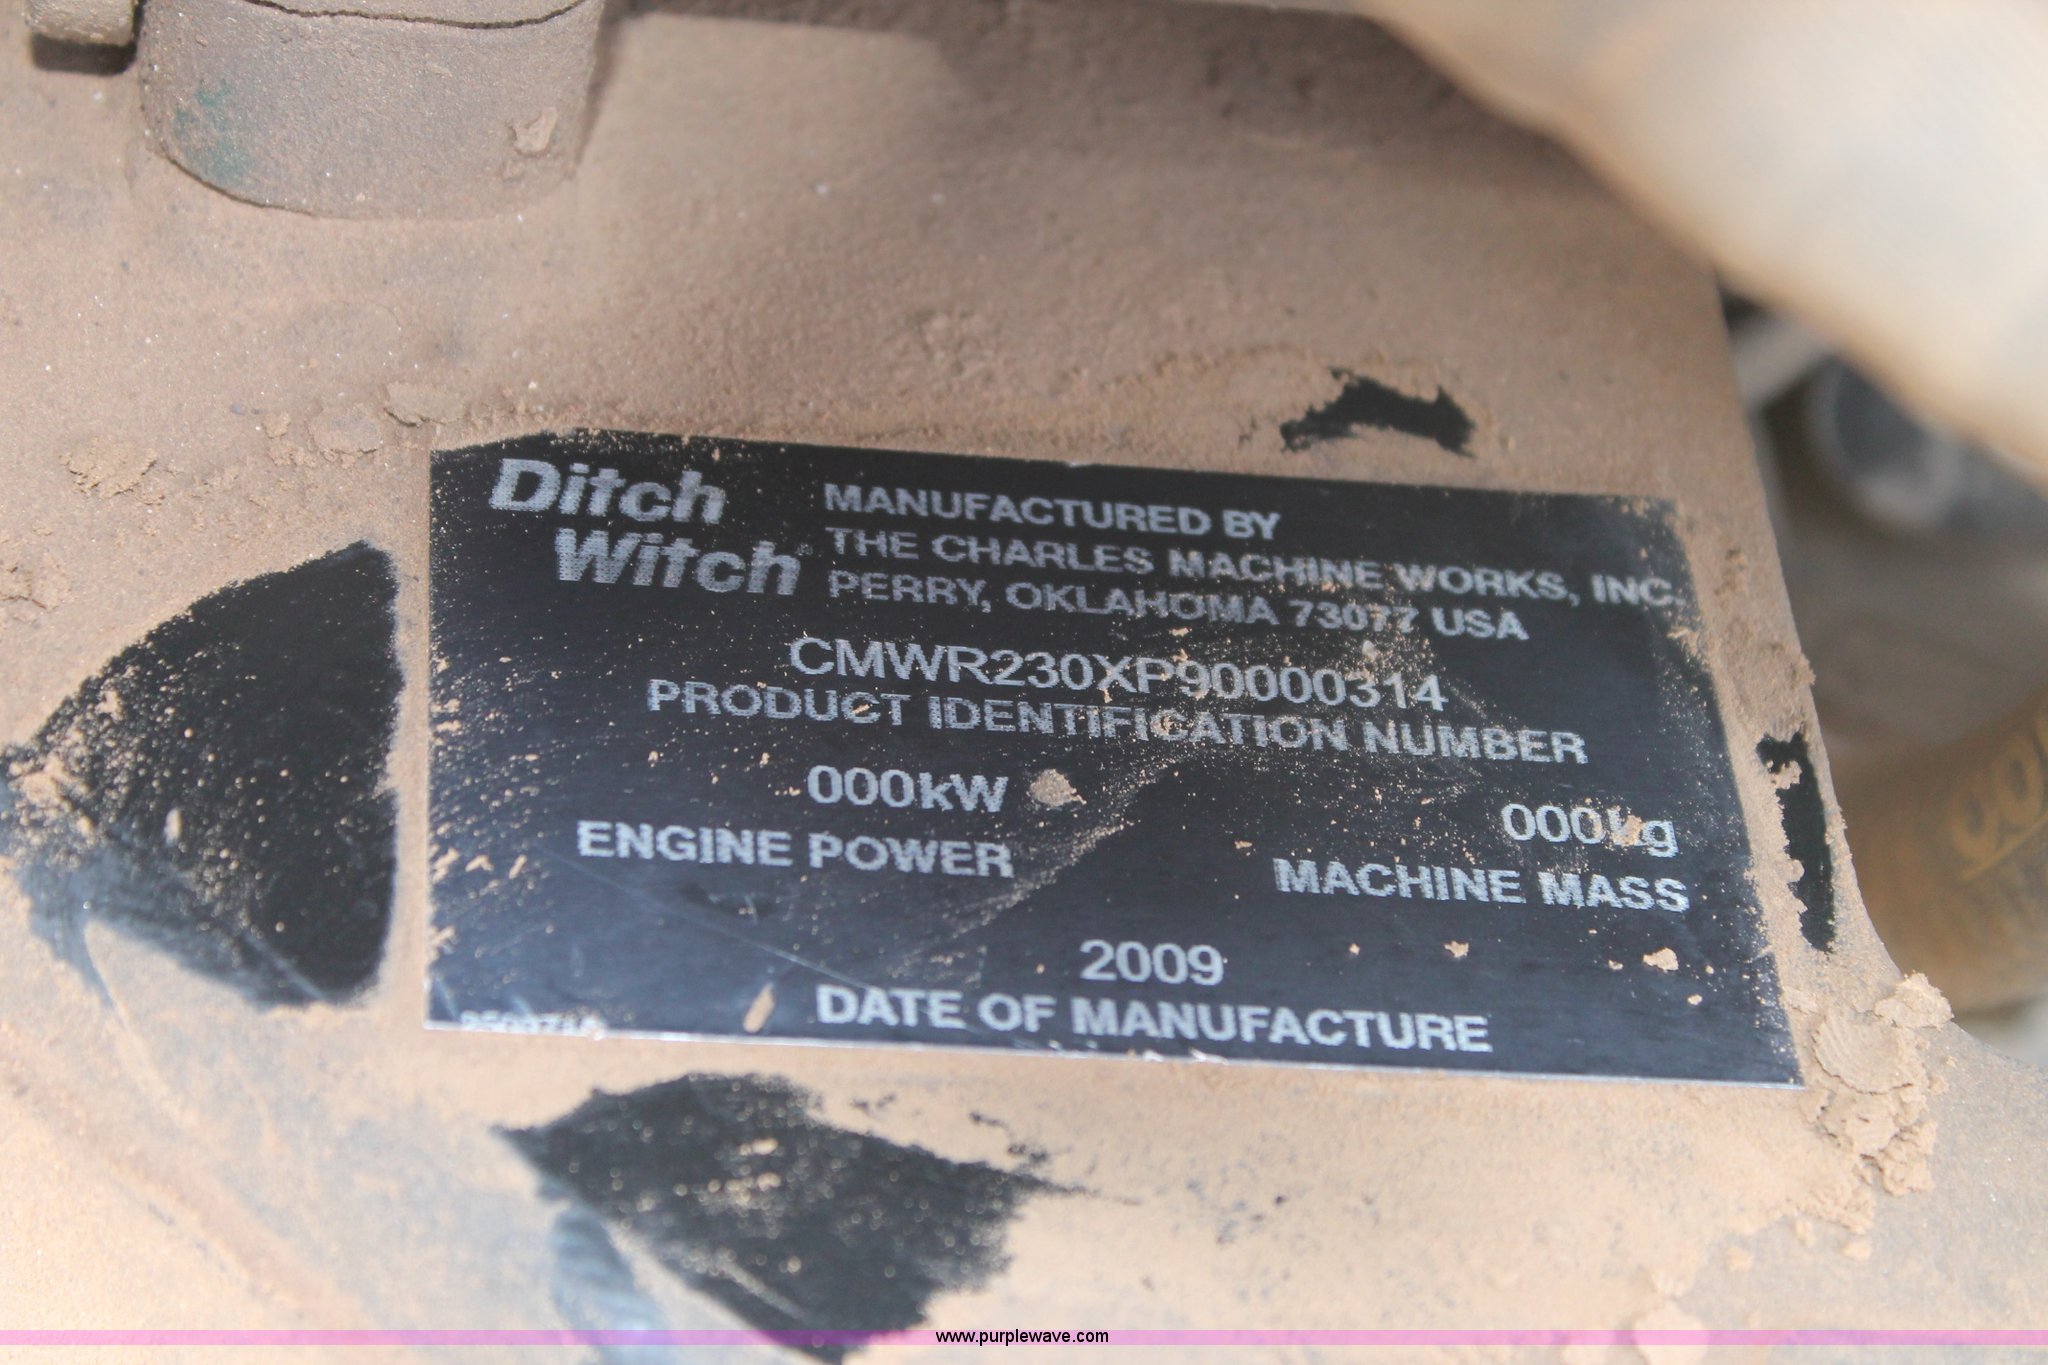 Ditch Witch®
MANUFACTURED BY
THE CHARLES MACHINE WORKS, INC.
PERRY, OKLAHOMA 73077 USA
CMWR230XP90000314
PRODUCT IDENTIFICATION NUMBER
000kW
ENGINE POWER
000kg
MACHINE MASS
2009
DATE OF MANUFACTURE
www.purplewave.com